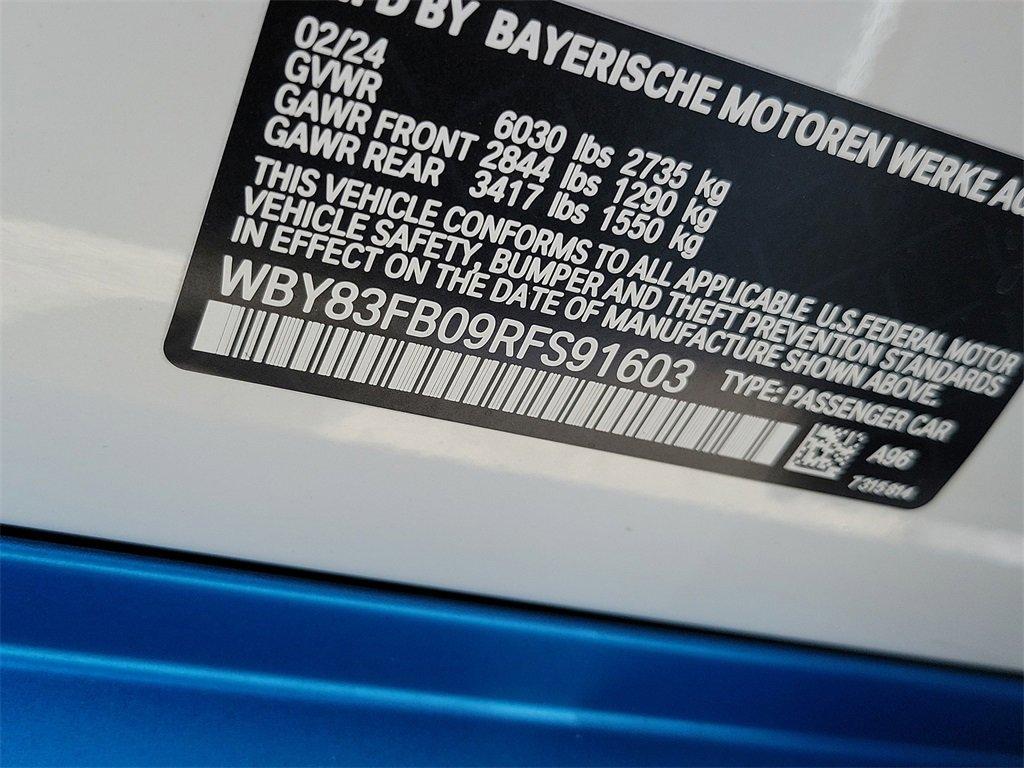 FD BY BAYERISCHE MOTOREN WERKE AG
02/24
GVWR 6030 lbs 2735 kg
GAWR FRONT 2844 lbs 1290 kg
GAWR REAR 3417 lbs 1550 kg
THIS VEHICLE CONFORMS TO ALL APPLICABLE U.S.FEDERAL MOTOR
VEHICLE SAFETY, BUMPER AND THEFT PREVENTION STANDARDS
IN EFFECT ON THE DATE OF MANUFACTURE SHOWN ABOVE.
WBY83FB09RFS91603 TYPE: PASSENGER CAR
A96
7315814